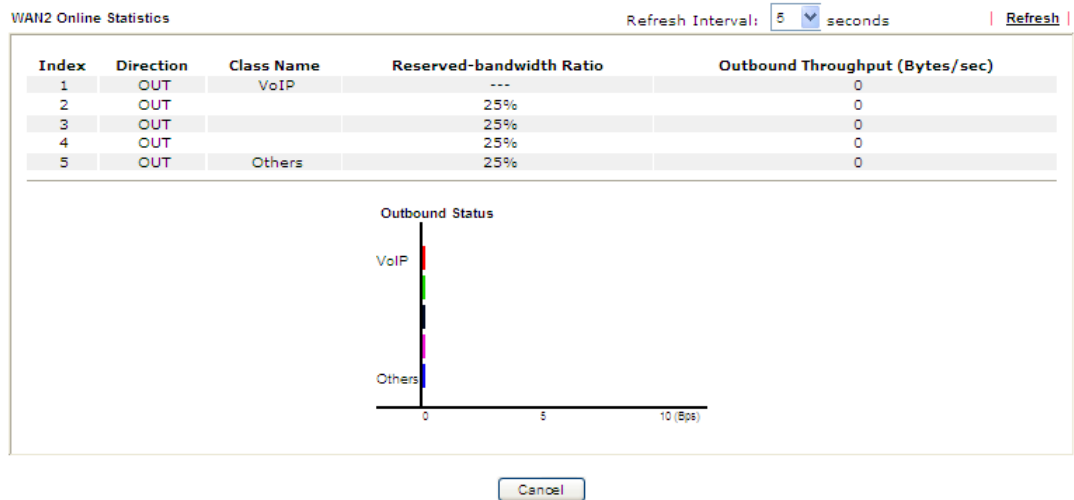 WAN2 Online Statistics Refresh Interval: 5 seconds | Refresh |
Index Direction Class Name Reserved-bandwidth Ratio Outbound Throughput (Bytes/sec)
1 OUT VoIP --- 0
2 OUT 25% 0
3 OUT 25% 0
4 OUT 25% 0
5 OUT Others 25% 0
Outbound Status
VoIP
Others
0 5 10 (Bps)
Cancel